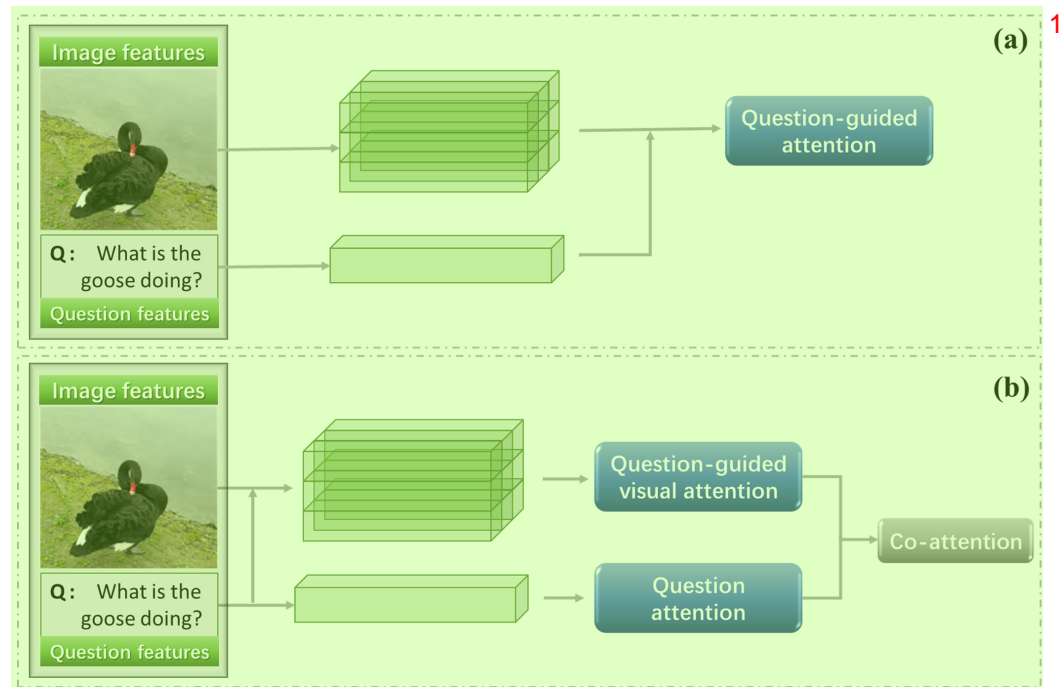 1
(a)
Image features
Q: What is the
goose doing?
Question features
Question-guided
attention
(b)
Image features
Q: What is the
goose doing?
Question features
Question-guided
visual attention
Question
attention
Co-attention